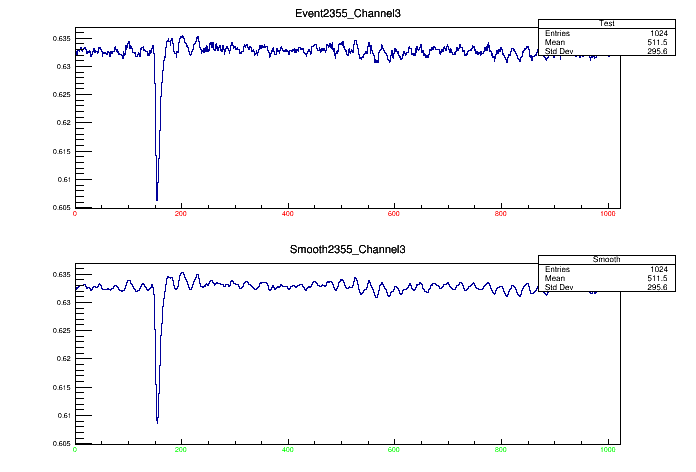 Event2355_Channel3
Test
Entries 1024
Mean 511.5
Std Dev 295.6
0.635
0.63
0.625
0.62
0.615
0.61
0.605
0 200 400 600 800 1000
Smooth2355_Channel3
Smooth
Entries 1024
Mean 511.5
Std Dev 295.6
0.635
0.63
0.625
0.62
0.615
0.61
0.605
0 200 400 600 800 1000